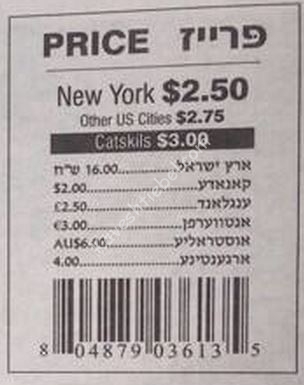 PRICE פרייז
New York $2.50
Other US Cities $2.75
Catskils $3.00
ארץ ישראל..................16.00 ש"ח
קאנאדע..................$2.00
ענגלאנד..................£2.50
אנטווערפן..................€3.00
אוסטראליע..................AU$6.00
ארגענטינע..................4.00
8 04879 03613 5